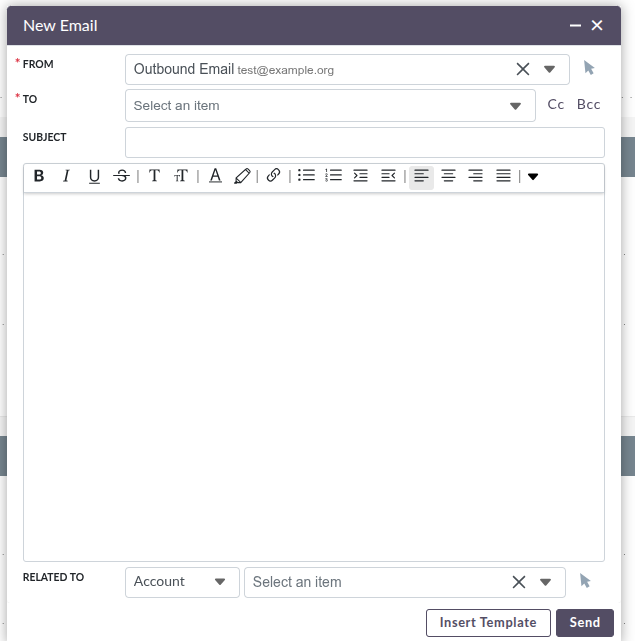 New Email
* FROM
Outbound Email test@example.org
* TO
Select an item
Cc Bcc
SUBJECT
B I U S T TT A
RELATED TO
Account
Select an item
Insert Template
Send